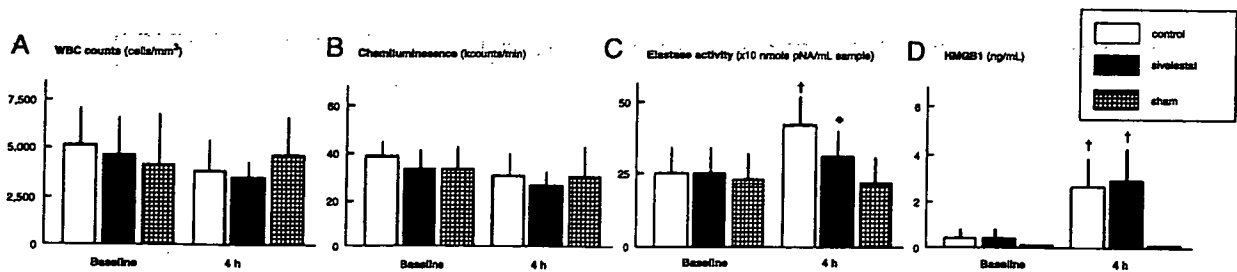 A WBC counts (cells/mm³)
7,500
5,000
2,500
0
Baseline 4 h
B Chemiluminesence (kcounts/min)
60
40
20
0
Baseline 4 h
C Elastase activity (x10 nmols pNA/mL sample)
50
25
0
† *
Baseline 4 h
D HMGB1 (ng/mL)
6
4
2
0
† †
Baseline 4 h
control
sivelestat
sham